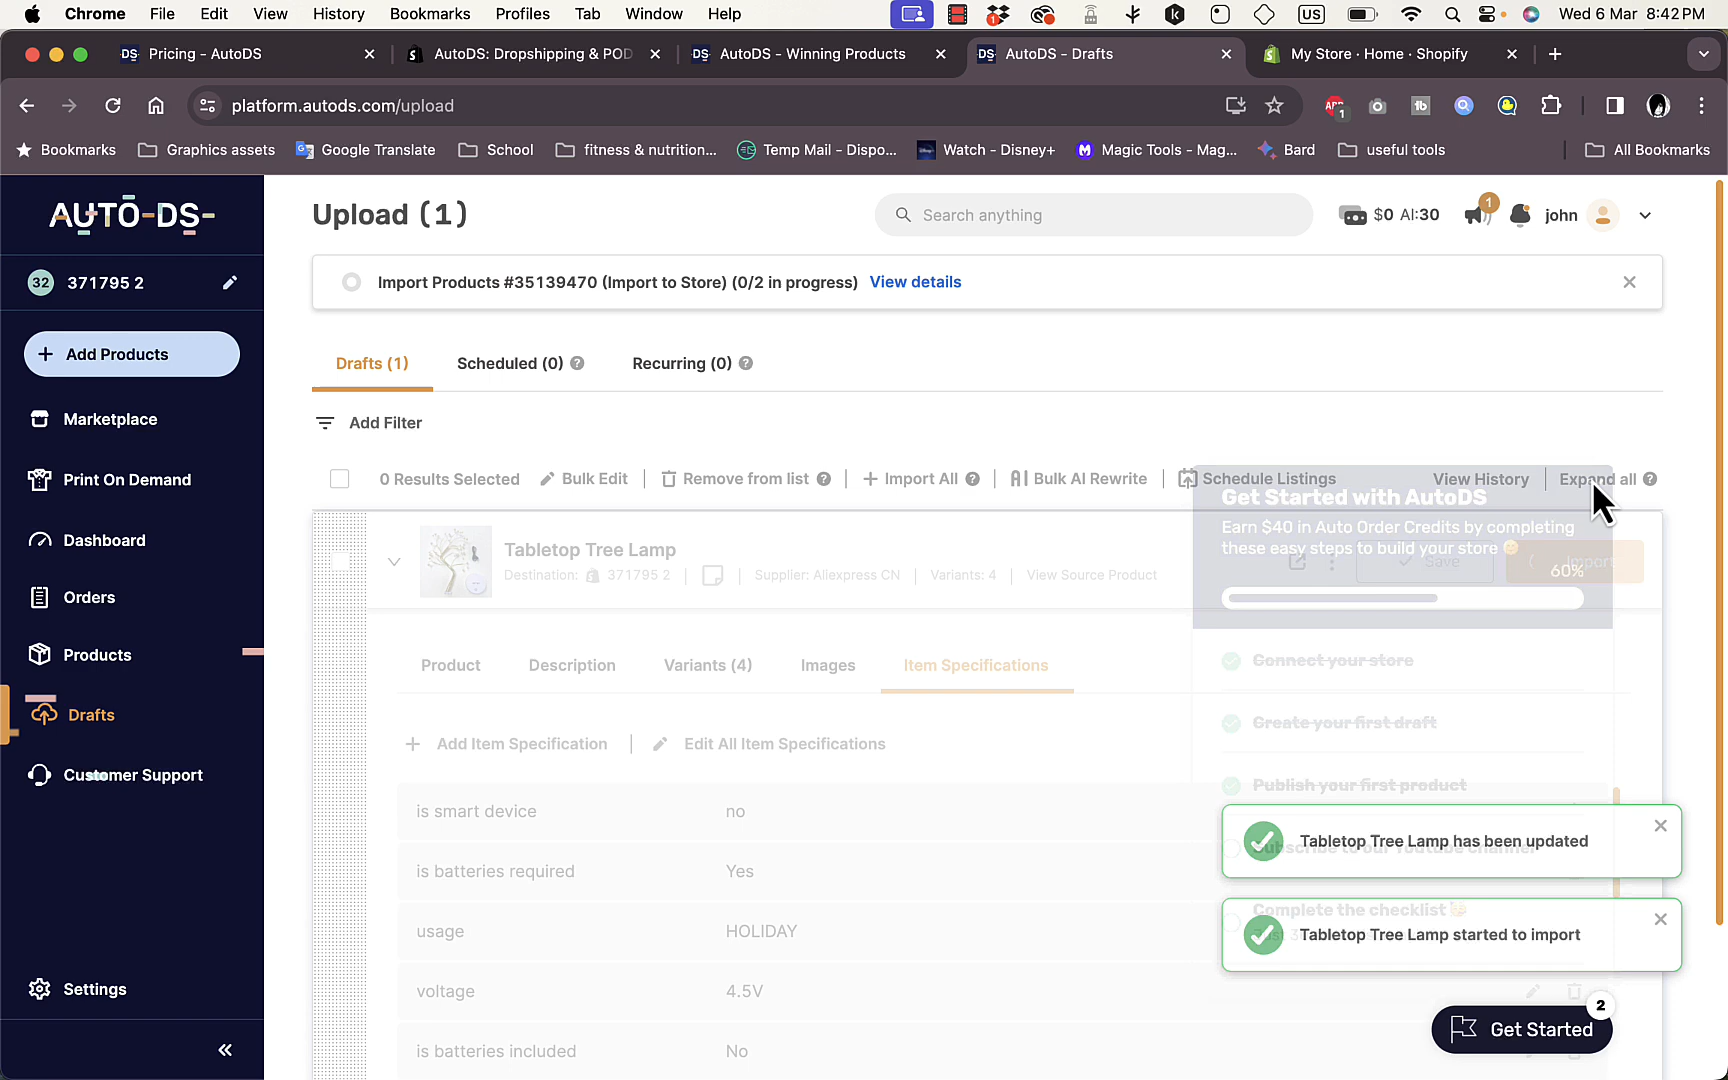 Chrome File Edit View History Bookmarks Profiles Tab Window Help US Wed 6 Mar 8:42 PM
Pricing - AutoDS AutoDS: Dropshipping & POD AutoDS - Winning Products AutoDS - Drafts My Store · Home · Shopify
platform.autods.com/upload
Bookmarks Graphics assets Google Translate School fitness & nutrition... Temp Mail - Dispo... Watch - Disney+ Magic Tools - Mag... Bard useful tools All Bookmarks
AUTO-DS-
Upload (1)
Search anything
$0 AI:30
1
john
32 371795 2
Import Products #35139470 (Import to Store) (0/2 in progress) View details
Add Products
Drafts (1) Scheduled (0) Recurring (0)
Marketplace
Add Filter
Print On Demand
0 Results Selected Bulk Edit Remove from list Import All Bulk AI Rewrite Schedule Listings View History Expand all
Get Started with AutoDS
Earn $40 in Auto Order Credits by completing
these easy steps to build your store
60%
Tabletop Tree Lamp
Destination: 371795 2 Supplier: Aliexpress CN Variants: 4 View Source Product
Save Import
Dashboard
Orders
Products
Drafts
Customer Support
Settings
Product Description Variants (4) Images Item Specifications
Connect your store
Create your first draft
Publish your first product
Subscribe to our Youtube channel
Complete the checklist
Add Item Specification Edit All Item Specifications
is smart device no
is batteries required Yes
usage HOLIDAY
voltage 4.5V
is batteries included No
Tabletop Tree Lamp has been updated
Tabletop Tree Lamp started to import
2
Get Started